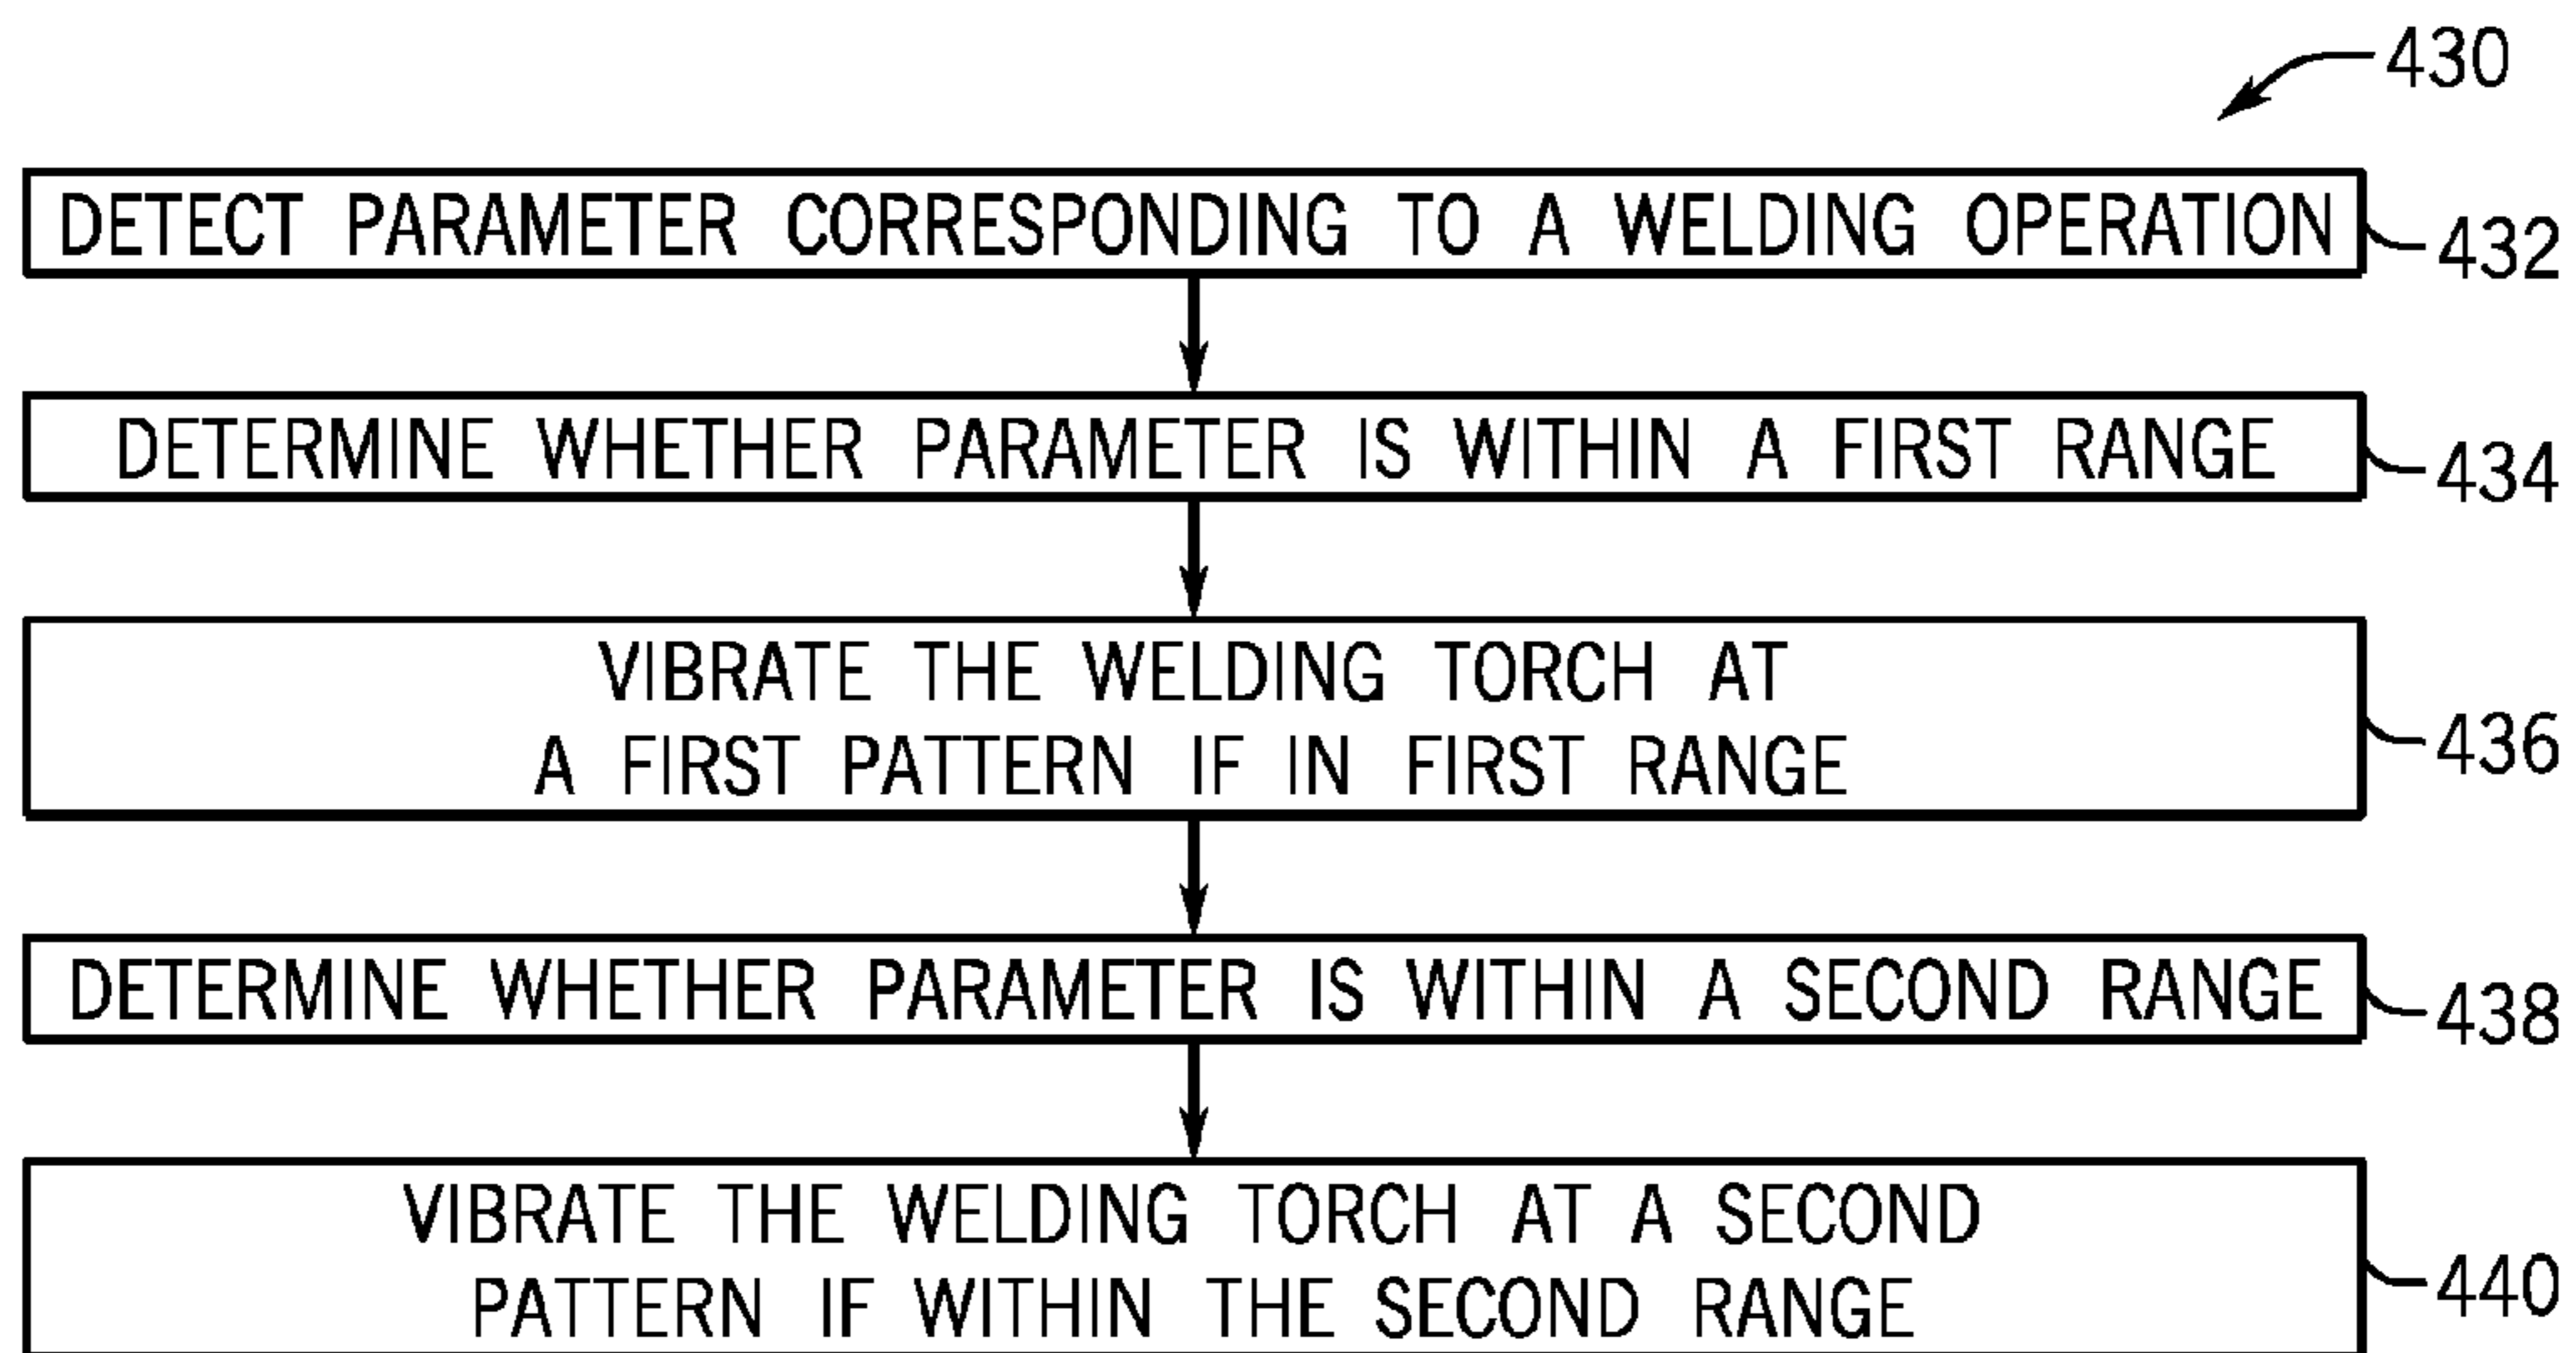 430
DETECT PARAMETER CORRESPONDING TO A WELDING OPERATION
432
DETERMINE WHETHER PARAMETER IS WITHIN A FIRST RANGE
434
VIBRATE THE WELDING TORCH AT
A FIRST PATTERN IF IN FIRST RANGE
436
DETERMINE WHETHER PARAMETER IS WITHIN A SECOND RANGE
438
VIBRATE THE WELDING TORCH AT A SECOND
PATTERN IF WITHIN THE SECOND RANGE
440